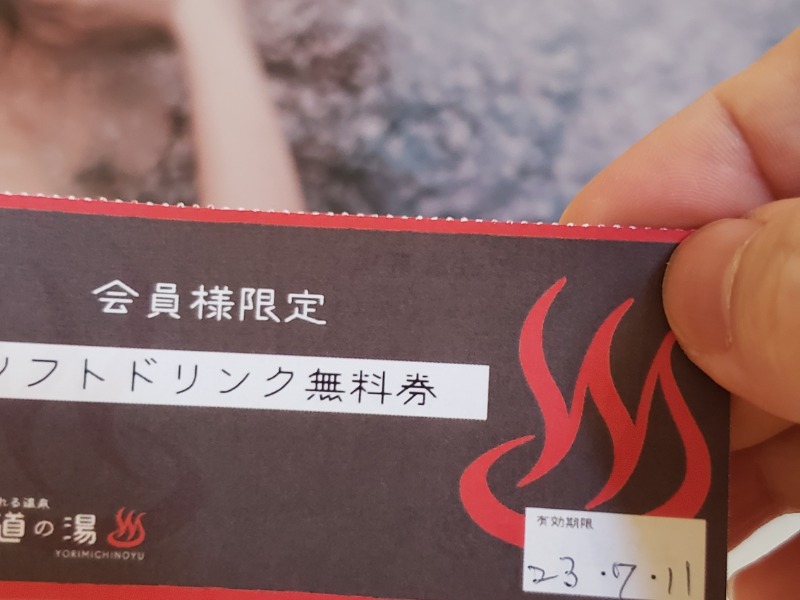 会員様限定
ソフトドリンク無料券
れる温泉
道の湯
YORIMICHINOYU
有効期限
23.7.11